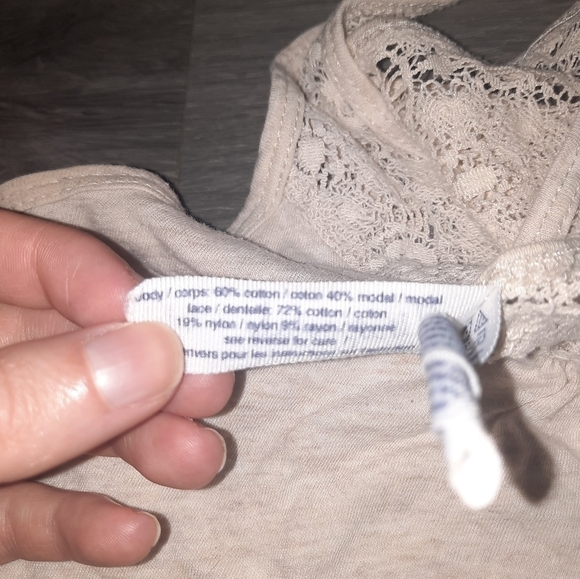 body / corps: 60% cotton / coton 40% modal / modal
lace / dentelle: 72% cotton / coton
19% nylon / nylon 9% rayon / rayonne
see reverse for care
envers pour les instructions